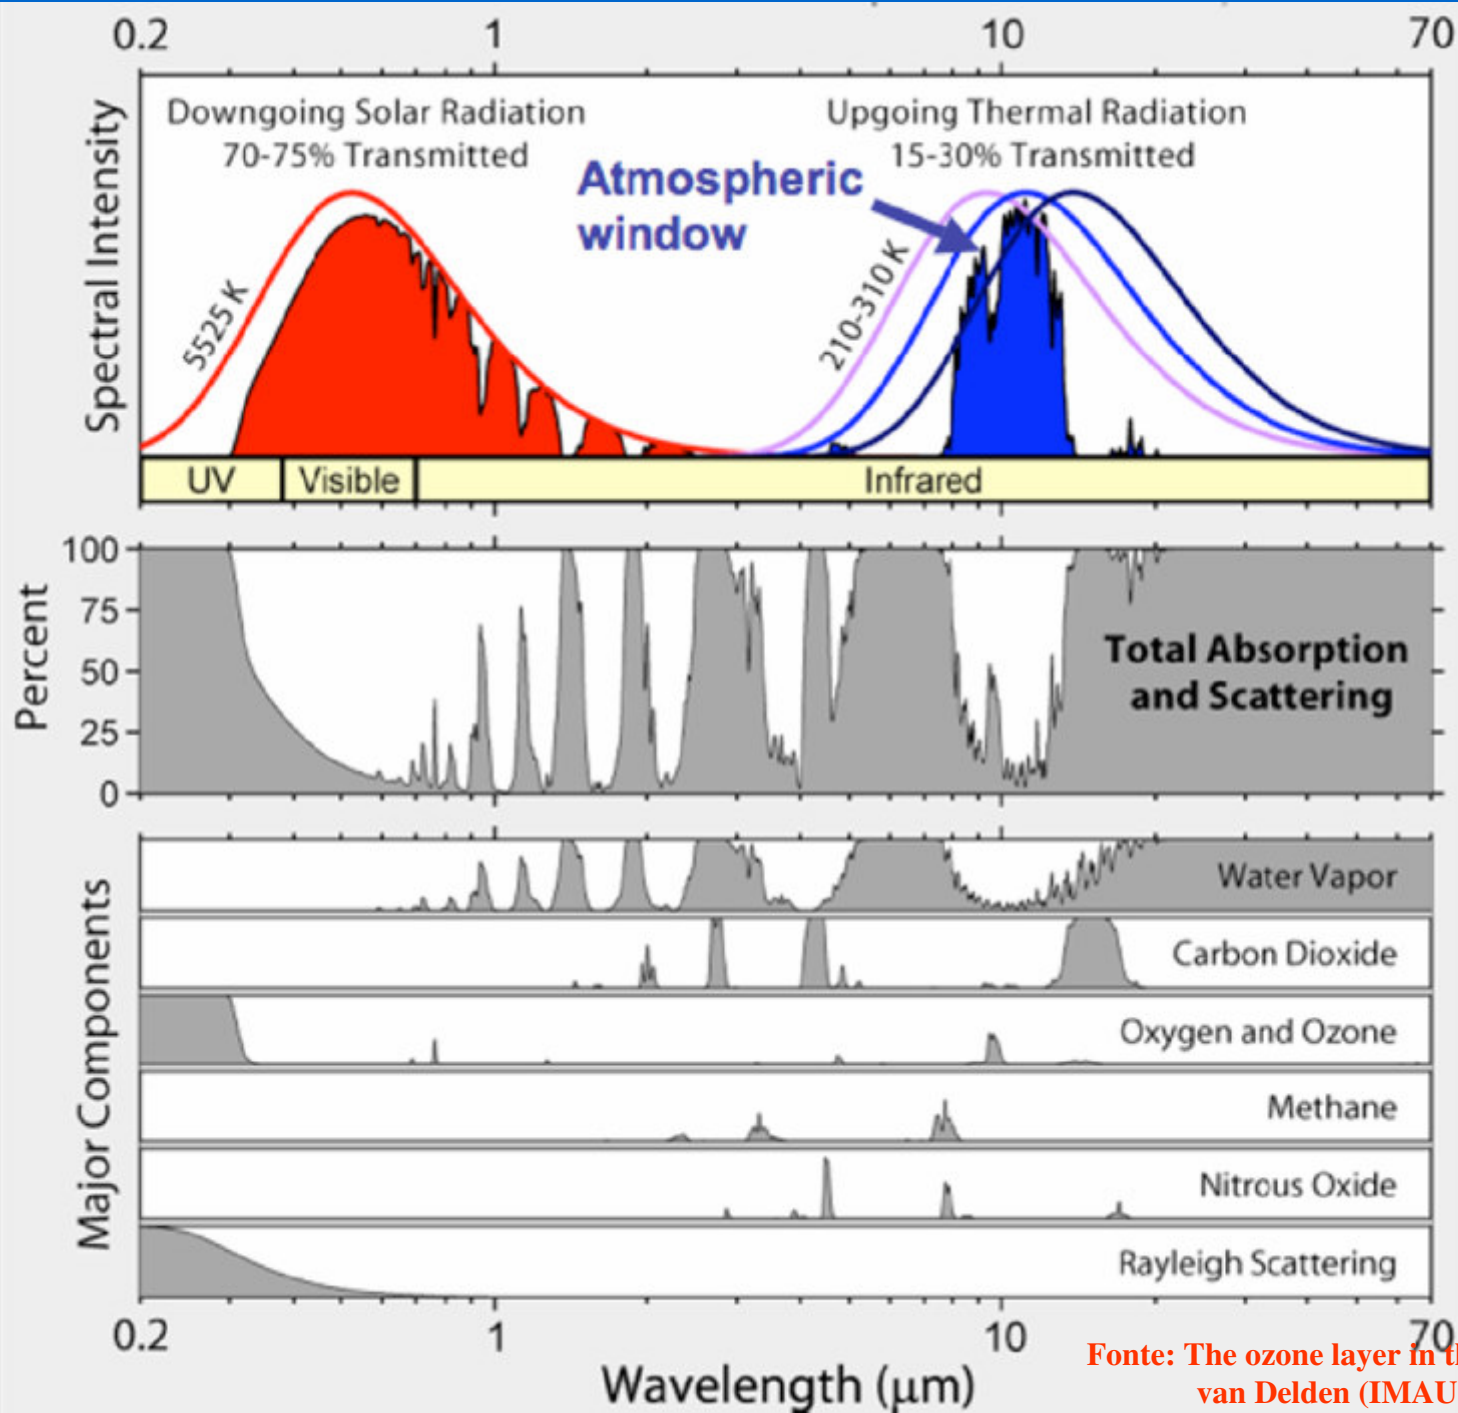 0.2 1 10 70
Downgoing Solar Radiation
70-75% Transmitted
Upgoing Thermal Radiation
15-30% Transmitted
Atmospheric
window
Spectral Intensity
5525 K
210-310 K
UV Visible Infrared
100
75
50
25
0
Percent
Total Absorption
and Scattering
Major Components
Water Vapor
Carbon Dioxide
Oxygen and Ozone
Methane
Nitrous Oxide
Rayleigh Scattering
0.2 1 10 70
Wavelength (μm)
Fonte: The ozone layer in
van Delden (IMAU